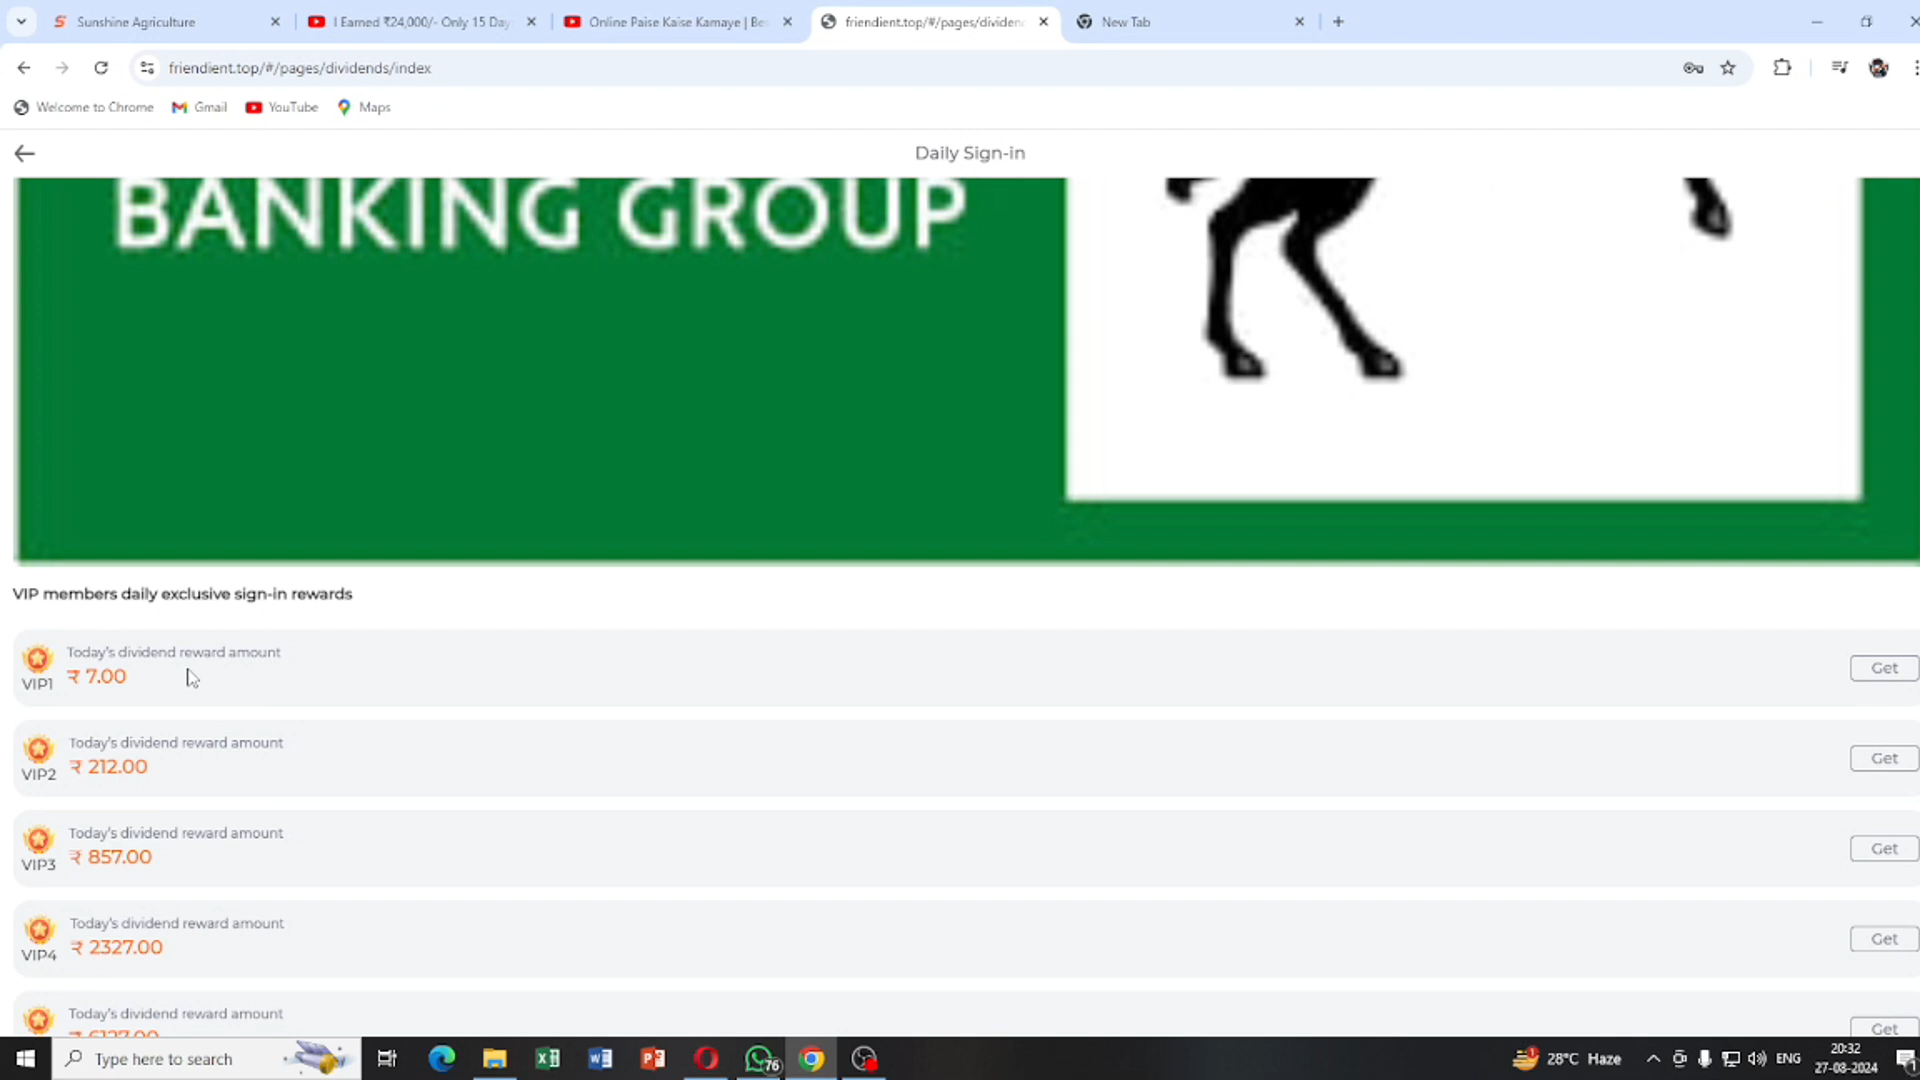 Sunshine Agriculture
I Earned ₹24,000/- Only 15 Day
Online Paise Kaise Kamaye | Be
friendient.top/#/pages/dividen
New Tab
friendient.top/#/pages/dividends/index
Welcome to Chrome
Gmail
YouTube
Maps
Daily Sign-in
BANKING GROUP
VIP members daily exclusive sign-in rewards
Today's dividend reward amount
VIP1
₹ 7.00
Get
Today's dividend reward amount
VIP2
₹ 212.00
Get
Today's dividend reward amount
VIP3
₹ 857.00
Get
Today's dividend reward amount
VIP4
₹ 2327.00
Get
Today's dividend reward amount
₹ 6127.00
Get
Type here to search
76
28°C Haze
ENG
20:32
27-08-2024